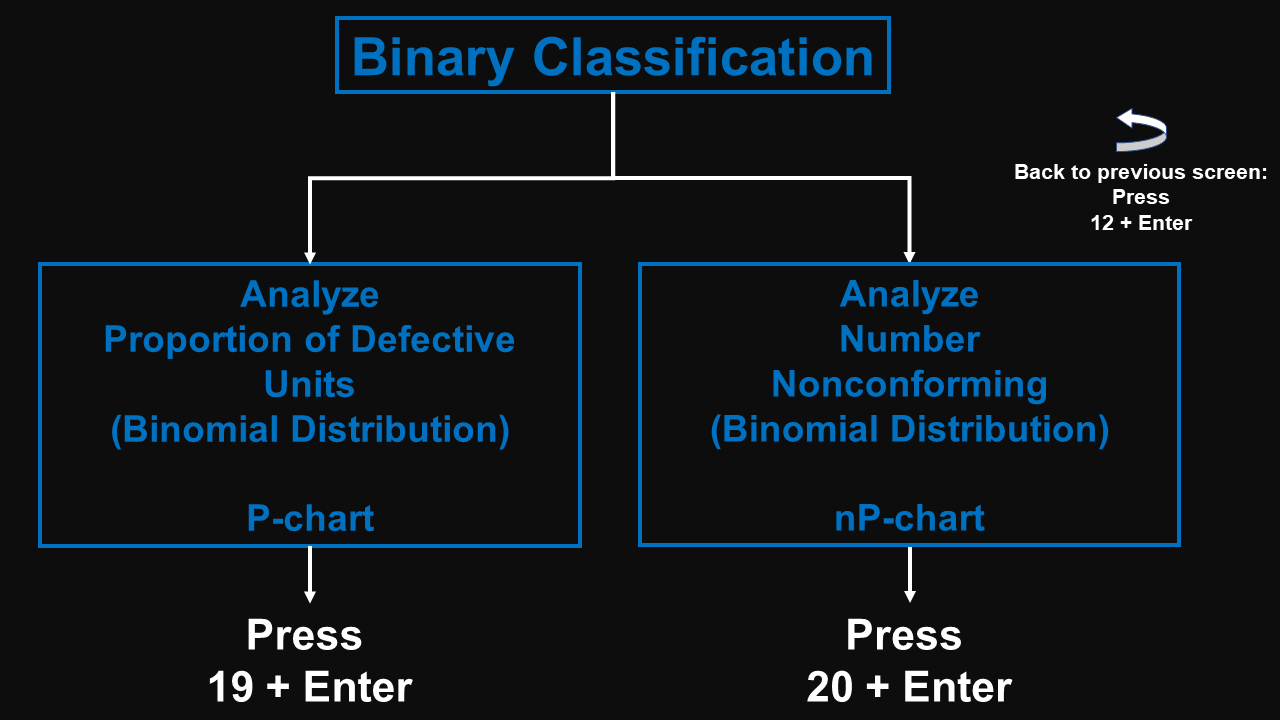 Binary Classification
Back to previous screen:
Press
12 + Enter
Analyze
Proportion of Defective
Units
(Binomial Distribution)
P-chart
Analyze
Number
Nonconforming
(Binomial Distribution)
nP-chart
Press
19 + Enter
Press
20 + Enter